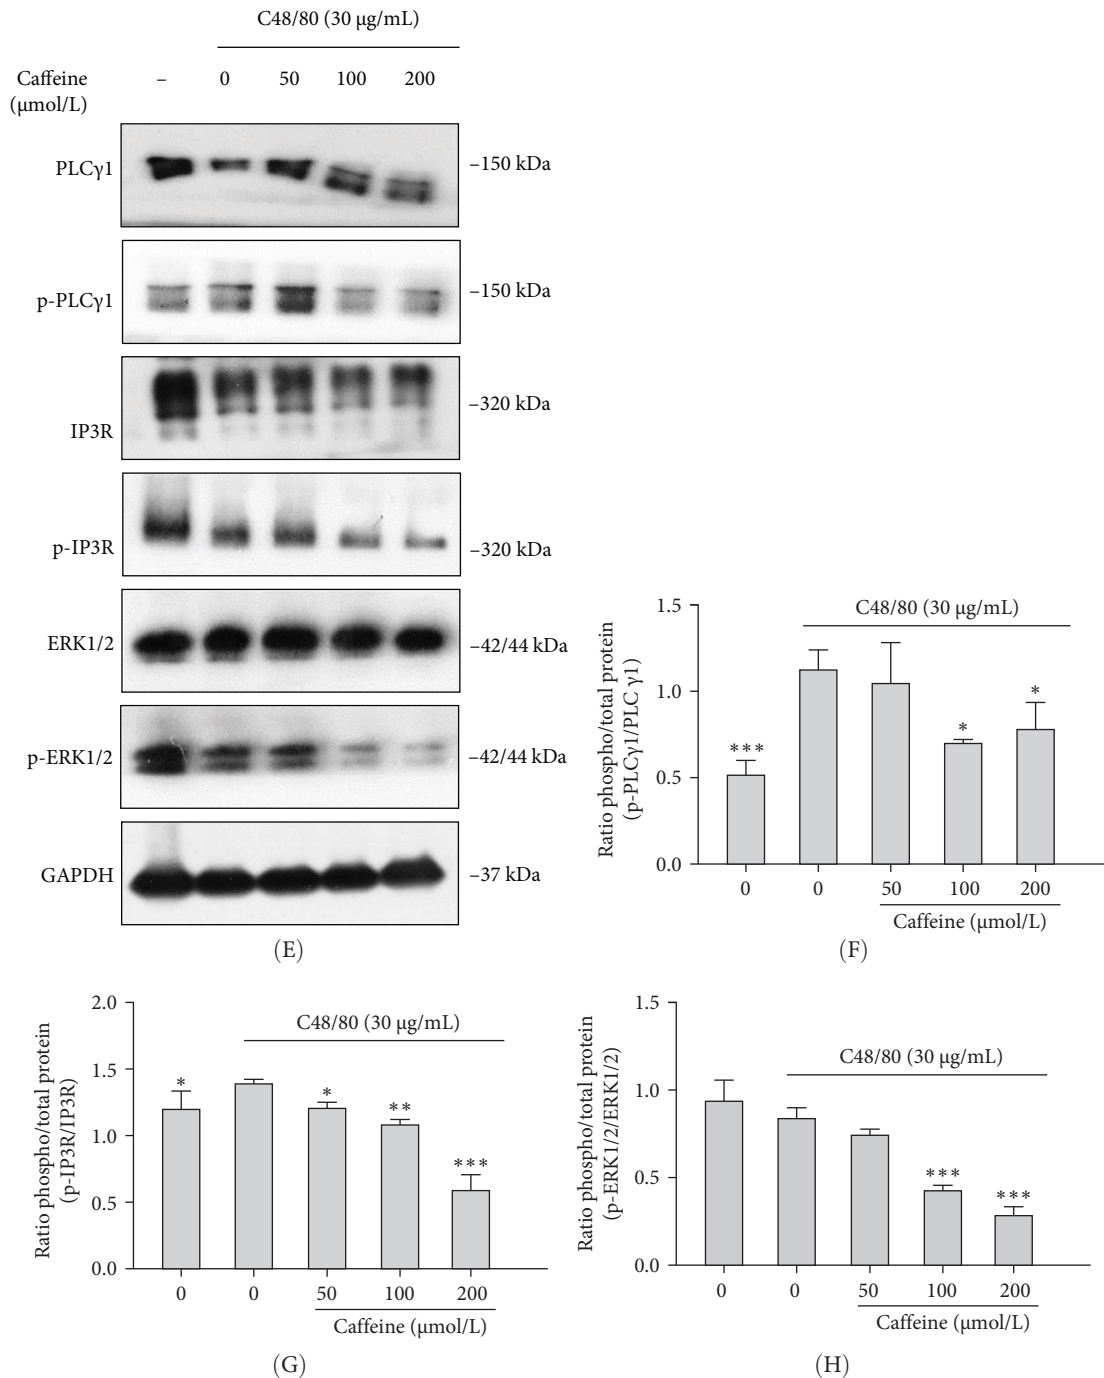 C48/80 (30 µg/mL)
Caffeine (µmol/L) – 0 50 100 200
PLCγ1 –150 kDa
p-PLCγ1 –150 kDa
IP3R –320 kDa
p-IP3R –320 kDa
ERK1/2 –42/44 kDa
p-ERK1/2 –42/44 kDa
GAPDH –37 kDa
(E)
Ratio phospho/total protein
(p-PLCγ1/PLC γ1)
1.5
1.0
0.5
0.0
C48/80 (30 µg/mL)
*** * *
0 0 50 100 200
Caffeine (µmol/L)
(F)
Ratio phospho/total protein
(p-IP3R/IP3R)
2.0
1.5
1.0
0.5
0.0
C48/80 (30 µg/mL)
* * ** ***
0 0 50 100 200
Caffeine (µmol/L)
(G)
Ratio phospho/total protein
(p-ERK1/2/ERK1/2)
1.5
1.0
0.5
0.0
C48/80 (30 µg/mL)
*** ***
0 0 50 100 200
Caffeine (µmol/L)
(H)